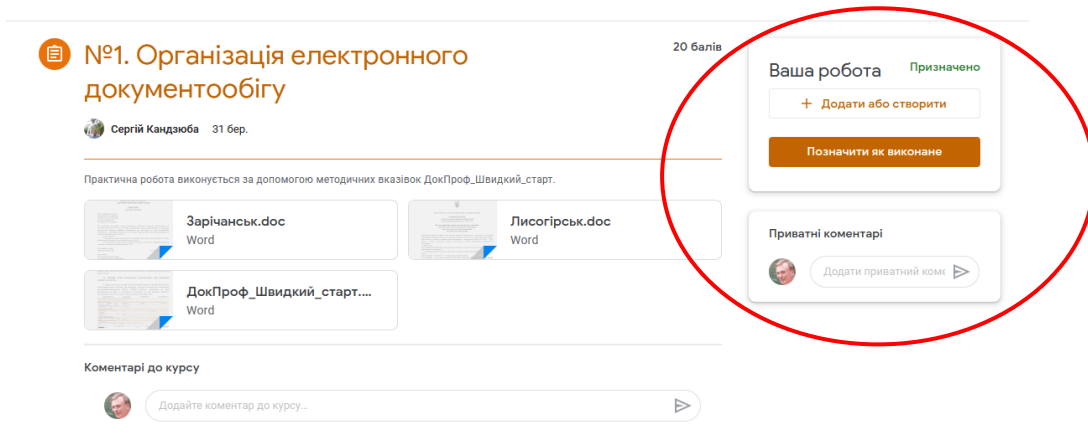 №1. Організація електронного
документообігу
20 балів
Сергій Кандзюба 31 бер.
Практична робота виконується за допомогою методичних вказівок ДокПроф_Швидкий_старт.
Зарічанськ.doc
Word
Лисогірськ.doc
Word
ДокПроф_Швидкий_старт....
Word
Коментарі до курсу
Додайте коментар до курсу...
Ваша робота
Призначено
+ Додати або створити
Позначити як виконане
Приватні коментарі
Додати приватний коме